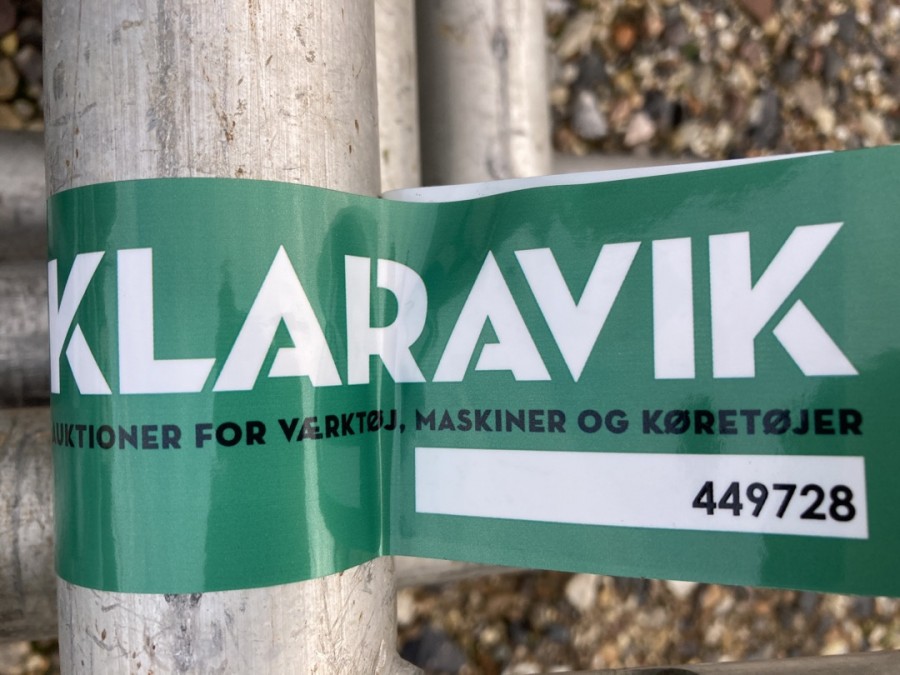 KLARAVIK
AUKTIONER FOR VÆRKTØJ, MASKINER OG KØRETØJER
449728